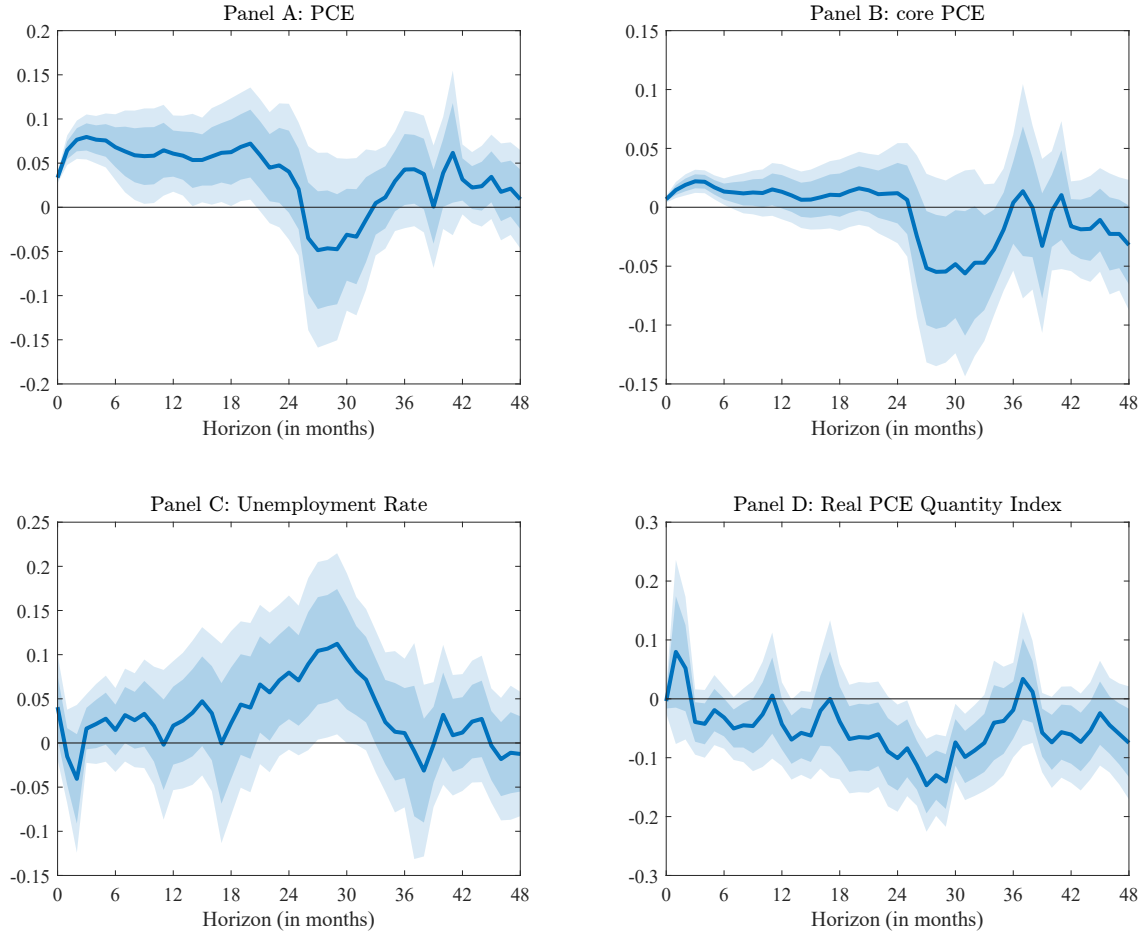 Panel A: PCE
0.2
0.15
0.1
0.05
0
-0.05
-0.1
-0.15
-0.2
0 6 12 18 24 30 36 42 48
Horizon (in months)
Panel B: core PCE
0.15
0.1
0.05
0
-0.05
-0.1
-0.15
0 6 12 18 24 30 36 42 48
Horizon (in months)
Panel C: Unemployment Rate
0.25
0.2
0.15
0.1
0.05
0
-0.05
-0.1
-0.15
0 6 12 18 24 30 36 42 48
Horizon (in months)
Panel D: Real PCE Quantity Index
0.3
0.2
0.1
0
-0.1
-0.2
-0.3
0 6 12 18 24 30 36 42 48
Horizon (in months)